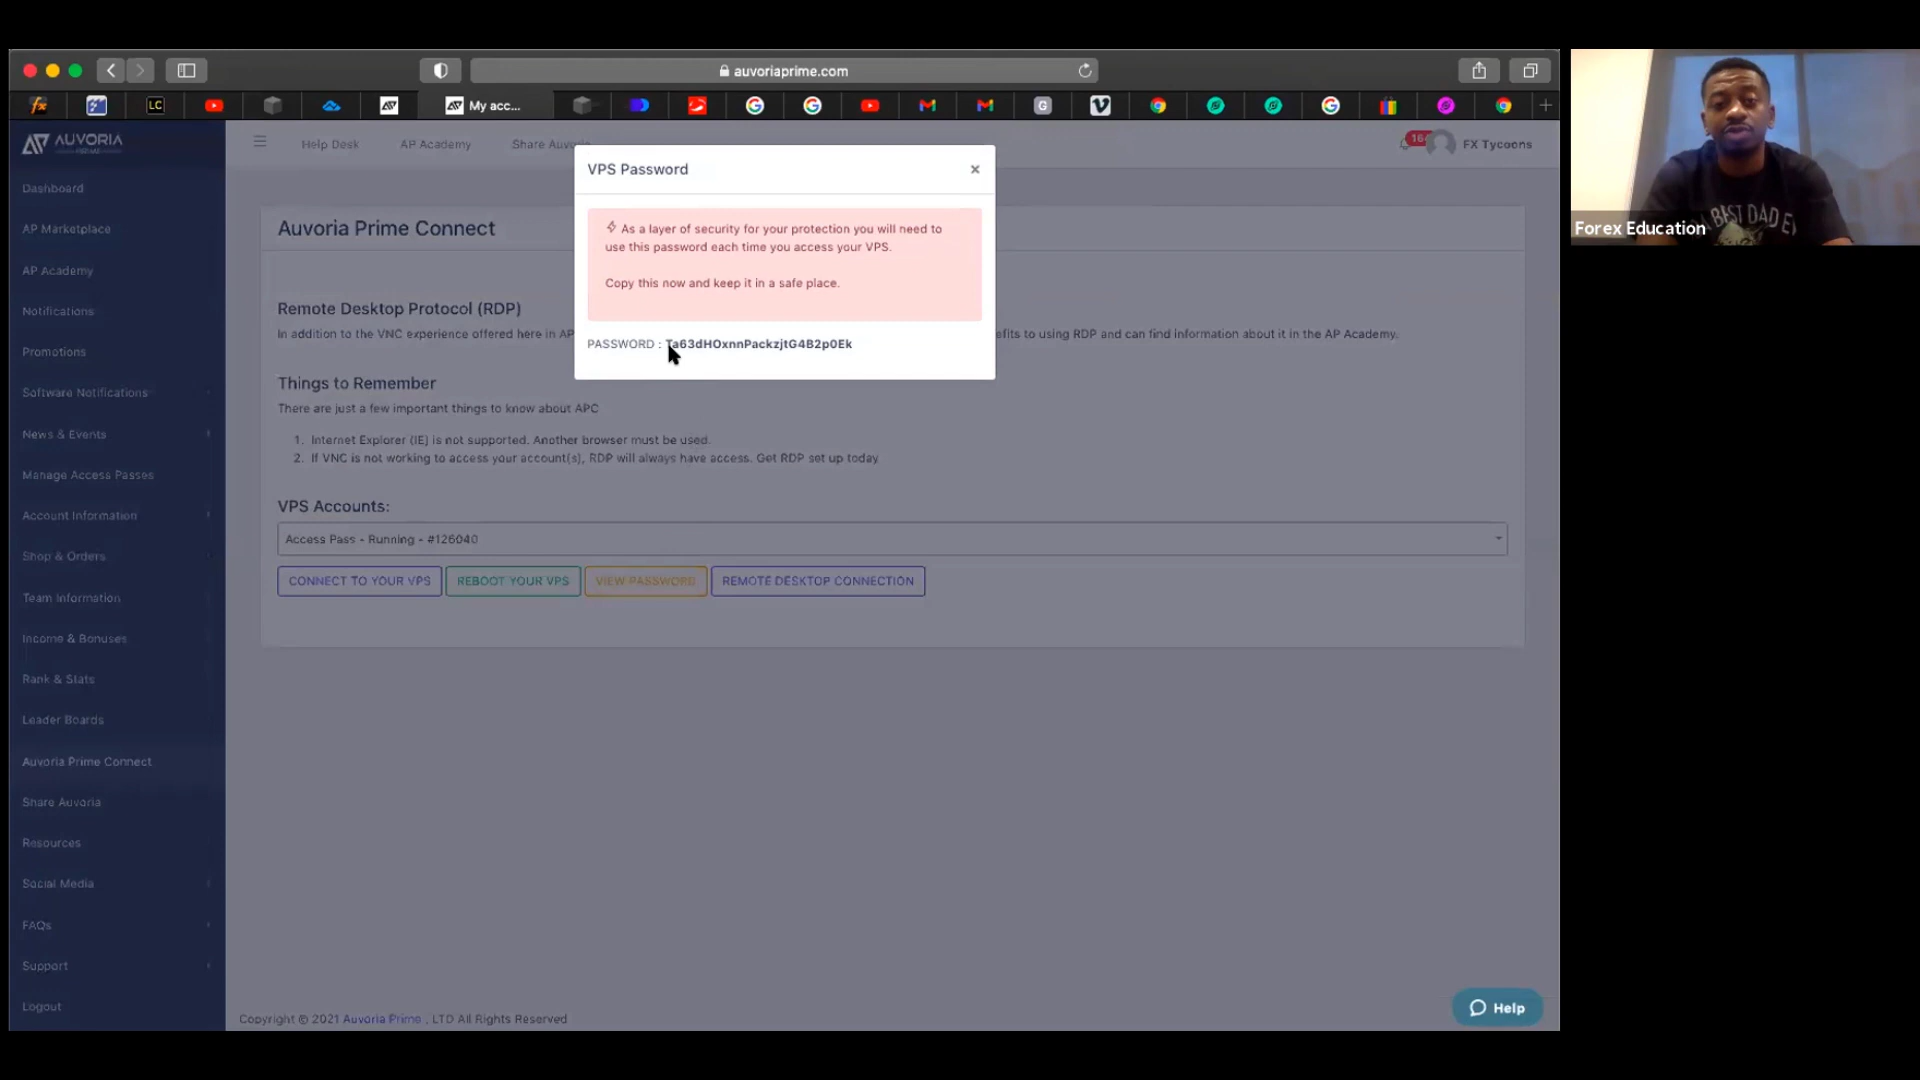 auvoriaprime.com
fx
LC
My acc...
G
AUVORIA
PRIME
Help Desk
AP Academy
Share Auvoria
164
FX Tycoons
Dashboard
AP Marketplace
AP Academy
Notifications
Promotions
Software Notifications
News & Events
Manage Access Passes
Account Information
Shop & Orders
Team Information
Income & Bonuses
Rank & Stats
Leader Boards
Auvoria Prime Connect
Share Auvoria
Resources
Social Media
FAQs
Support
Logout
VPS Password
×
As a layer of security for your protection you will need to
use this password each time you access your VPS.
Copy this now and keep it in a safe place.
PASSWORD : Ta63dHOxnnPackzjtG4B2p0Ek
Auvoria Prime Connect
Remote Desktop Protocol (RDP)
In addition to the VNC experience offered here in AP
efits to using RDP and can find information about it in the AP Academy.
Things to Remember
There are just a few important things to know about APC
1. Internet Explorer (IE) is not supported. Another browser must be used.
2. If VNC is not working to access your account(s), RDP will always have access. Get RDP set up today
VPS Accounts:
Access Pass - Running - #126040
CONNECT TO YOUR VPS
REBOOT YOUR VPS
VIEW PASSWORD
REMOTE DESKTOP CONNECTION
Copyright © 2021 Auvoria Prime , LTD All Rights Reserved
Help
BEST DAD E
Forex Education